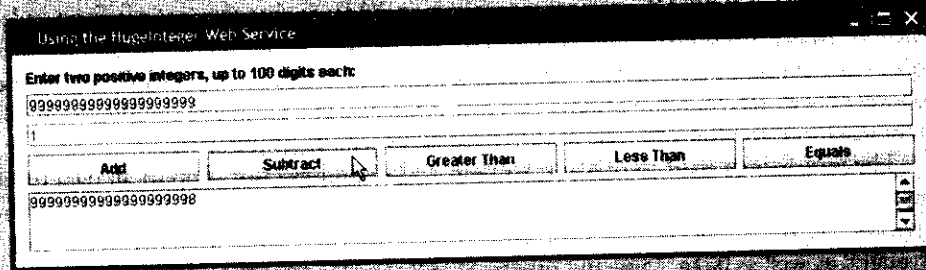 Using the HugeInteger Web Service
Enter two positive integers, up to 100 digits each:
99999999999999999999
1
Add Subtract Greater Than Less Than Equals
99999999999999999998